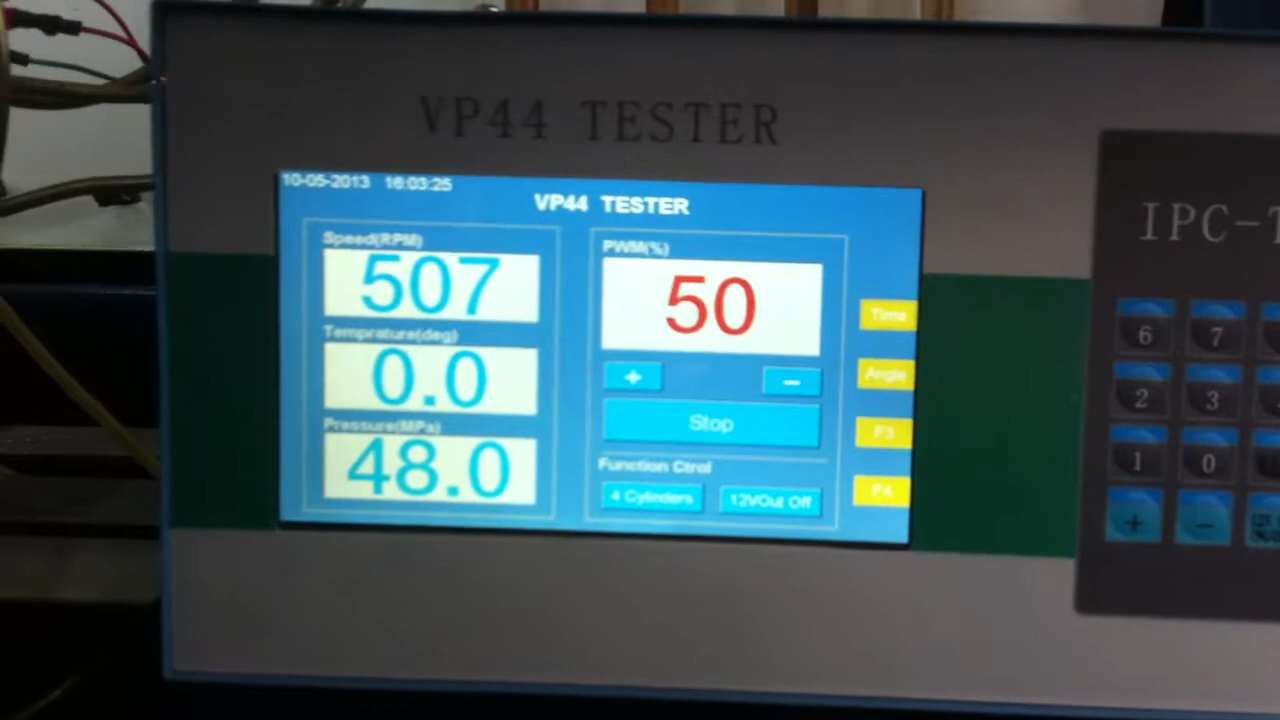 VP44 TESTER
10-05-2013 16:03:25
VP44 TESTER
Speed(RPM)
507
Temprature(deg)
0.0
Pressure(MPa)
48.0
PWM(%)
50
+ −
Stop
Function Ctrol
4 Cylinders 12VOut Off
Time
Angle
F3
F4
IPC-
6 7
2 3
1 0
+ −